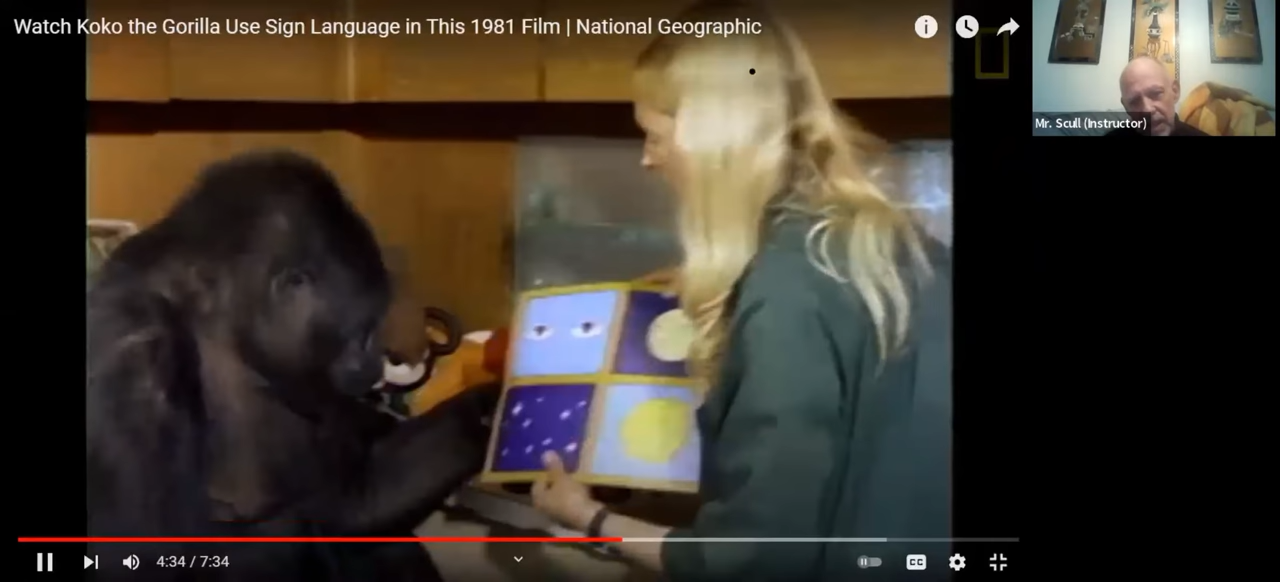 Watch Koko the Gorilla Use Sign Language in This 1981 Film | National Geographic
Mr. Scull (Instructor)
4:34 / 7:34
CC